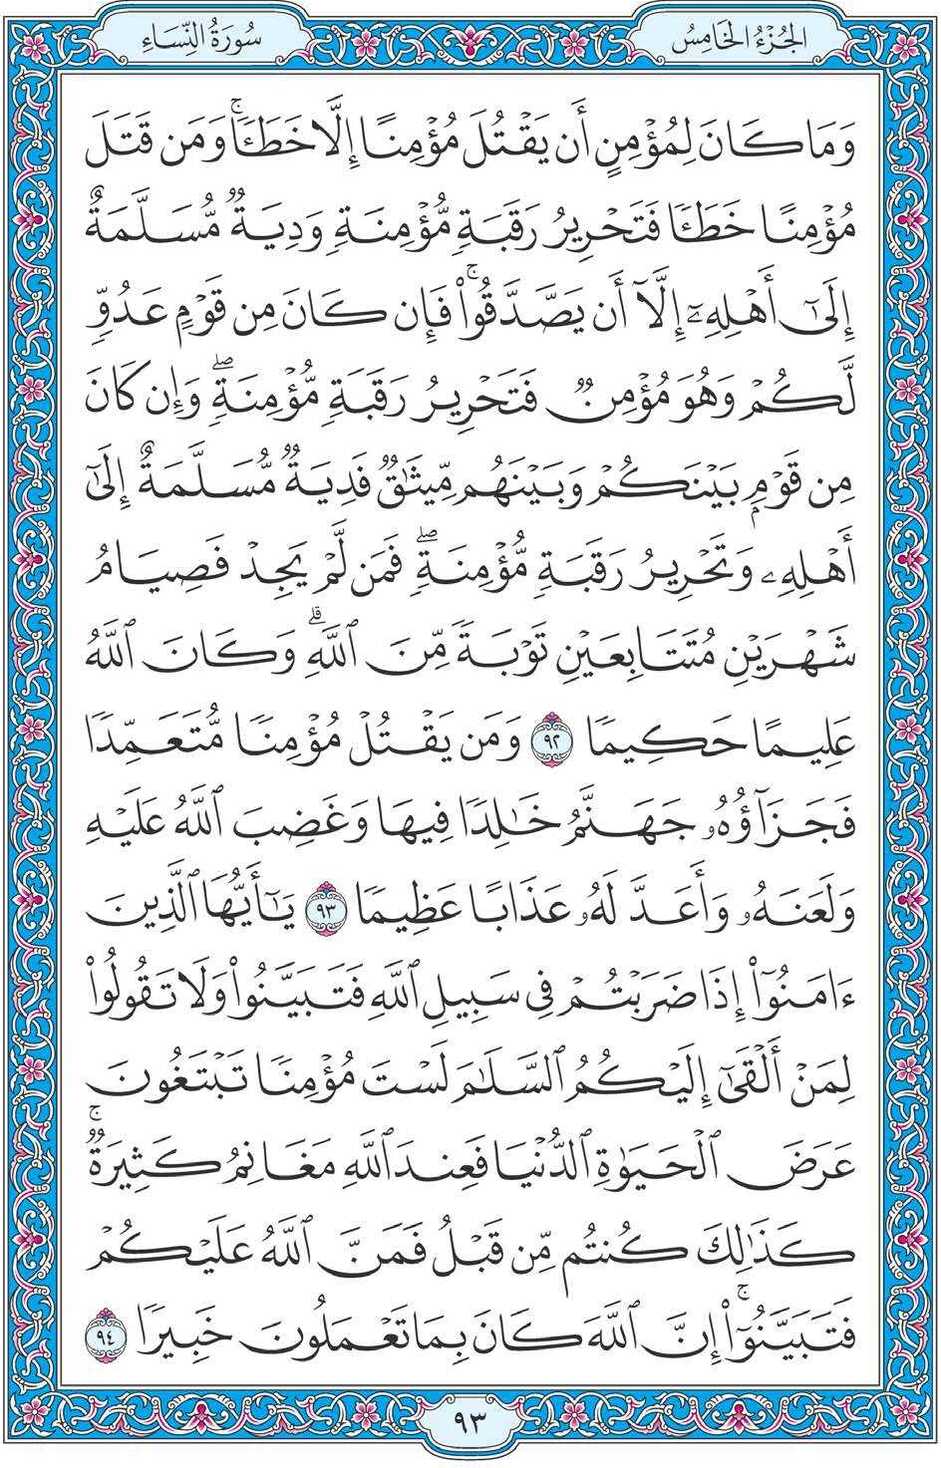 الجُزْءُ الخَامِسُ
سُورَةُ النِّسَاءِ
وَمَا كَانَ لِمُؤْمِنٍ أَن يَقْتُلَ مُؤْمِنًا إِلَّا خَطَـًٔاۚ وَمَن قَتَلَ
مُؤْمِنًا خَطَـًٔا فَتَحْرِيرُ رَقَبَةٍ مُّؤْمِنَةٍ وَدِيَةٌ مُّسَلَّمَةٌ
إِلَىٰٓ أَهْلِهِۦٓ إِلَّآ أَن يَصَّدَّقُوا۟ۚ فَإِن كَانَ مِن قَوْمٍ عَدُوٍّ
لَّكُمْ وَهُوَ مُؤْمِنٌ فَتَحْرِيرُ رَقَبَةٍ مُّؤْمِنَةٍۖ وَإِن كَانَ
مِن قَوْمٍۭ بَيْنَكُمْ وَبَيْنَهُم مِّيثَـٰقٌ فَدِيَةٌ مُّسَلَّمَةٌ إِلَىٰٓ
أَهْلِهِۦ وَتَحْرِيرُ رَقَبَةٍ مُّؤْمِنَةٍۖ فَمَن لَّمْ يَجِدْ فَصِيَامُ
شَهْرَيْنِ مُتَتَابِعَيْنِ تَوْبَةً مِّنَ ٱللَّهِۗ وَكَانَ ٱللَّهُ
عَلِيمًا حَكِيمًا ٩٢ وَمَن يَقْتُلْ مُؤْمِنًا مُّتَعَمِّدًا
فَجَزَآؤُهُۥ جَهَنَّمُ خَـٰلِدًا فِيهَا وَغَضِبَ ٱللَّهُ عَلَيْهِ
وَلَعَنَهُۥ وَأَعَدَّ لَهُۥ عَذَابًا عَظِيمًا ٩٣ يَـٰٓأَيُّهَا ٱلَّذِينَ
ءَامَنُوٓا۟ إِذَا ضَرَبْتُمْ فِى سَبِيلِ ٱللَّهِ فَتَبَيَّنُوا۟ وَلَا تَقُولُوا۟
لِمَنْ أَلْقَىٰٓ إِلَيْكُمُ ٱلسَّلَـٰمَ لَسْتَ مُؤْمِنًا تَبْتَغُونَ
عَرَضَ ٱلْحَيَوٰةِ ٱلدُّنْيَا فَعِندَ ٱللَّهِ مَغَانِمُ كَثِيرَةٌۚ
كَذَٰلِكَ كُنتُم مِّن قَبْلُ فَمَنَّ ٱللَّهُ عَلَيْكُمْ
فَتَبَيَّنُوٓا۟ۚ إِنَّ ٱللَّهَ كَانَ بِمَا تَعْمَلُونَ خَبِيرًا ٩٤
٩٣